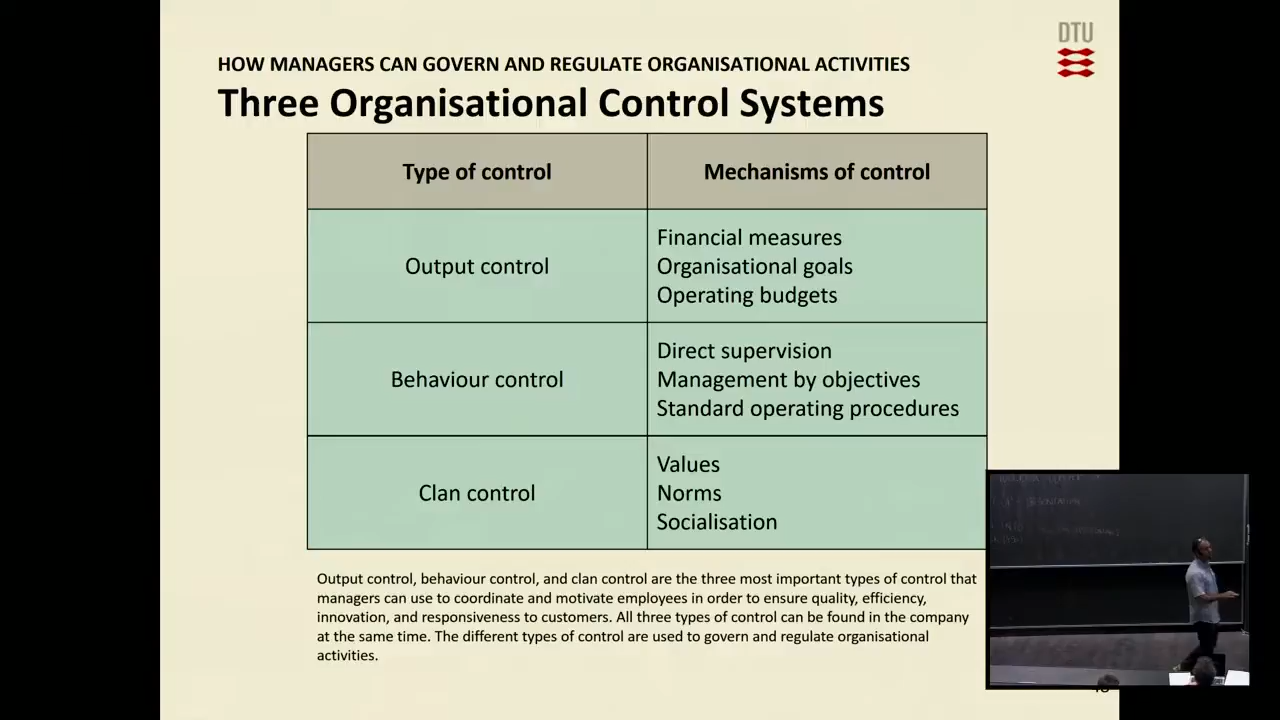 DTU
HOW MANAGERS CAN GOVERN AND REGULATE ORGANISATIONAL ACTIVITIES
Three Organisational Control Systems
Type of control
Mechanisms of control
Output control
Financial measures
Organisational goals
Operating budgets
Behaviour control
Direct supervision
Management by objectives
Standard operating procedures
Clan control
Values
Norms
Socialisation
Output control, behaviour control, and clan control are the three most important types of control that
managers can use to coordinate and motivate employees in order to ensure quality, efficiency,
innovation, and responsiveness to customers. All three types of control can be found in the company
at the same time. The different types of control are used to govern and regulate organisational
activities.